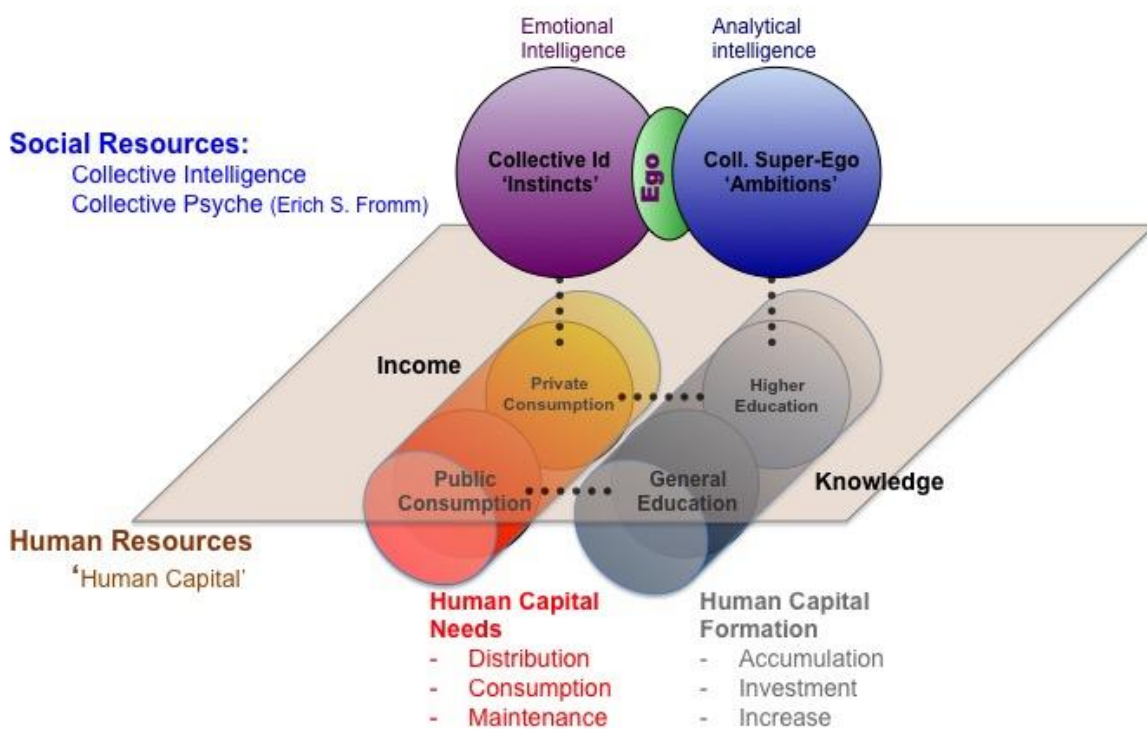 Emotional
Intelligence
Analytical
intelligence
Social Resources:
Collective Intelligence
Collective Psyche (Erich S. Fromm)
Collective Id
'Instincts'
Ego
Coll. Super-Ego
'Ambitions'
Income
Private
Consumption
Higher
Education
Public
Consumption
General
Education
Knowledge
Human Resources
'Human Capital'
Human Capital
Needs
- Distribution
- Consumption
- Maintenance
Human Capital
Formation
- Accumulation
- Investment
- Increase